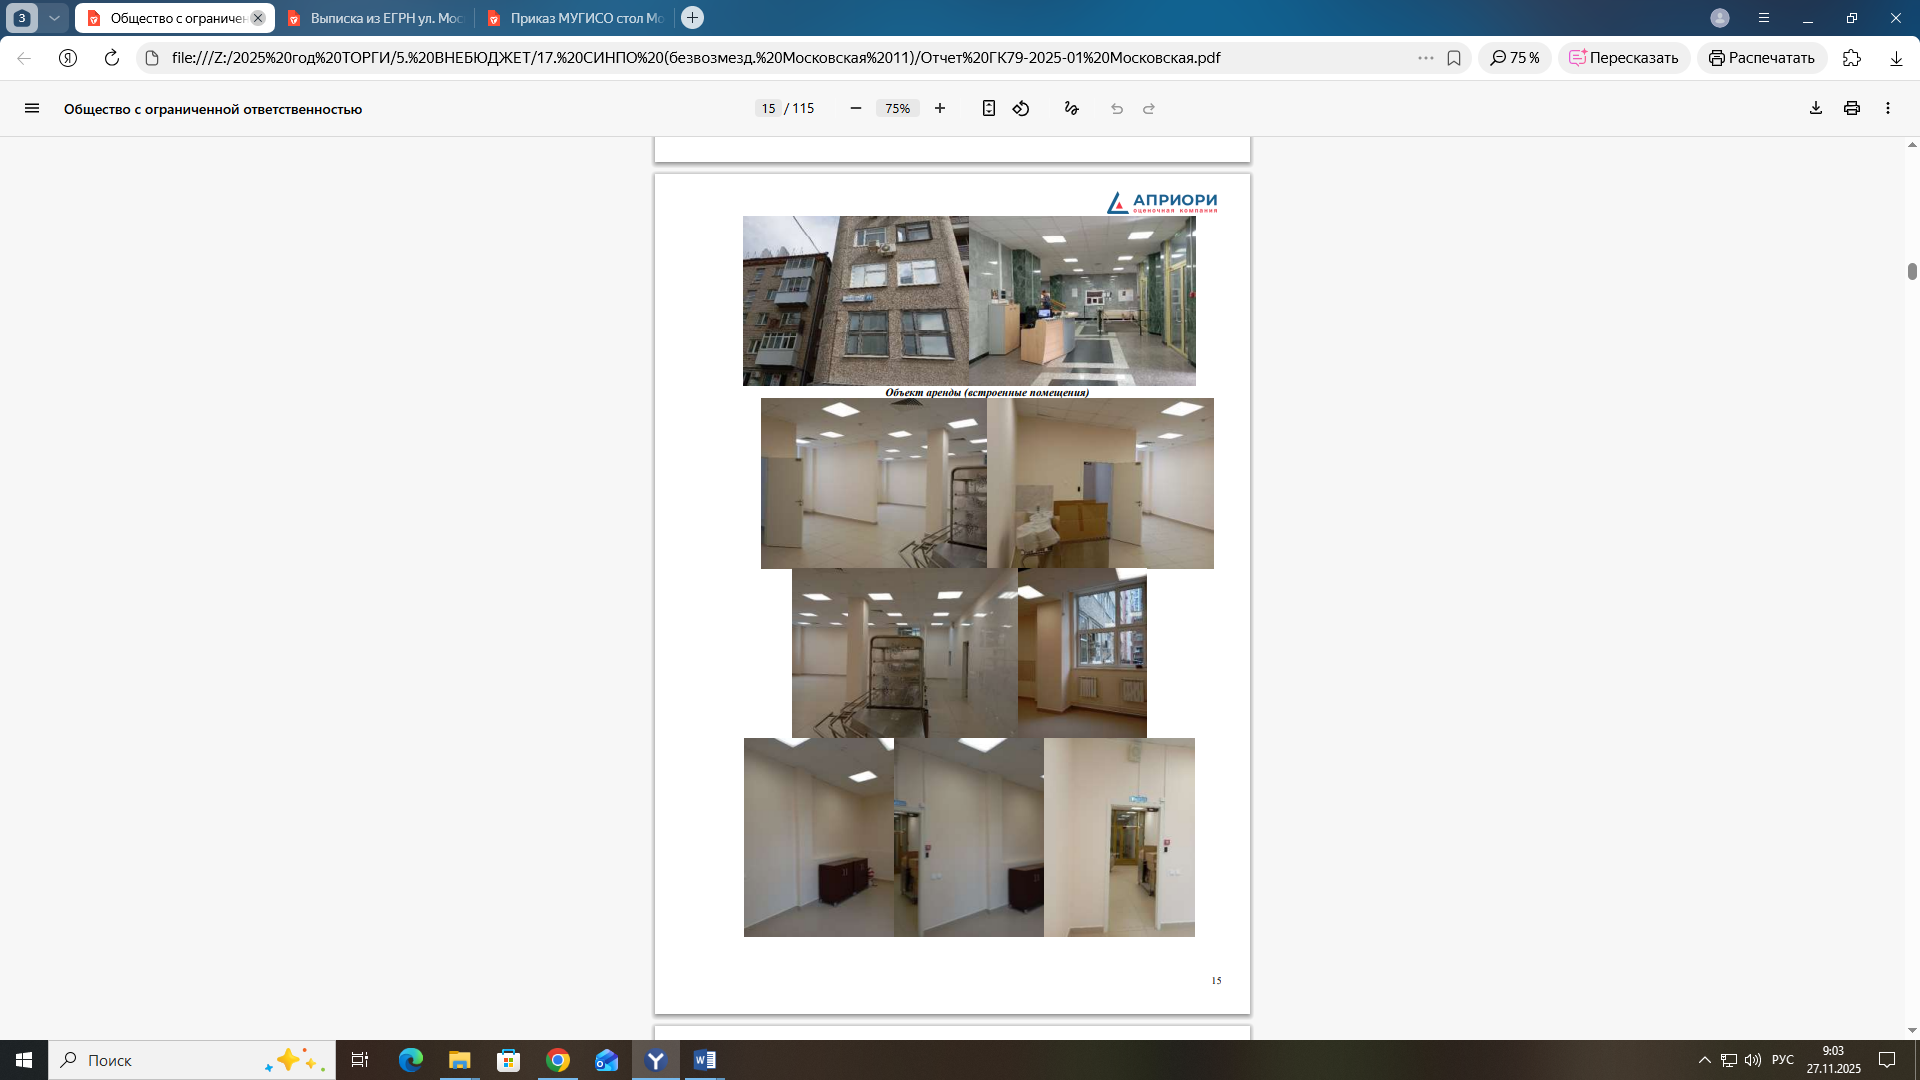 3
Общество с ограничен
Выписка из ЕГРН ул. Мос
Приказ МУГИСО стол Мо
file:///Z:/2025%20год%20ТОРГИ/5.%20ВНЕБЮДЖЕТ/17.%20СИНПО%20(безвозмезд.%20Московская%2011)/Отчет%20ГК79-2025-01%20Московская.pdf
75 %
Пересказать
Распечатать
Общество с ограниченной ответственностью
15 / 115
75%
АПРИОРИ
оценочная компания
Объект аренды (встроенные помещения)
15
Поиск
РУС
9:03
27.11.2025